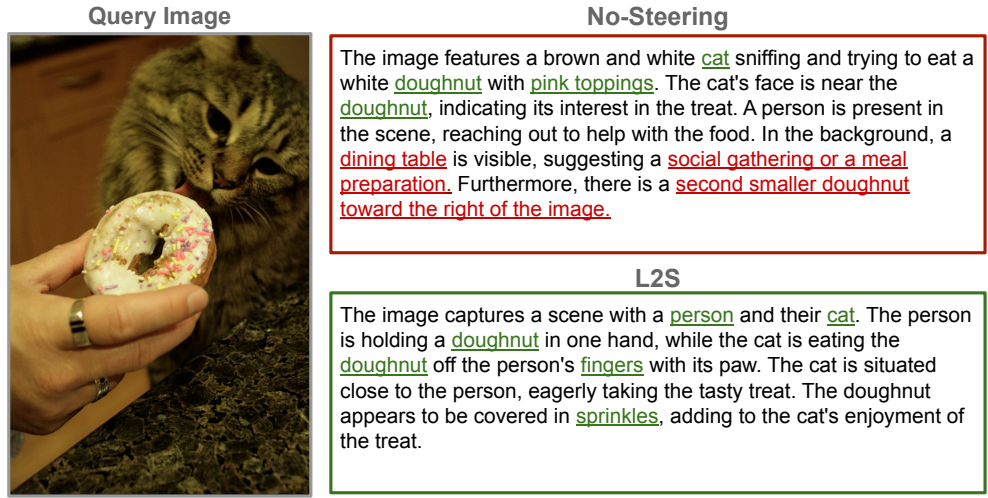 Query Image
No-Steering
The image features a brown and white cat sniffing and trying to eat a
white doughnut with pink toppings. The cat's face is near the
doughnut, indicating its interest in the treat. A person is present in
the scene, reaching out to help with the food. In the background, a
dining table is visible, suggesting a social gathering or a meal
preparation. Furthermore, there is a second smaller doughnut
toward the right of the image.
L2S
The image captures a scene with a person and their cat. The person
is holding a doughnut in one hand, while the cat is eating the
doughnut off the person's fingers with its paw. The cat is situated
close to the person, eagerly taking the tasty treat. The doughnut
appears to be covered in sprinkles, adding to the cat's enjoyment of
the treat.